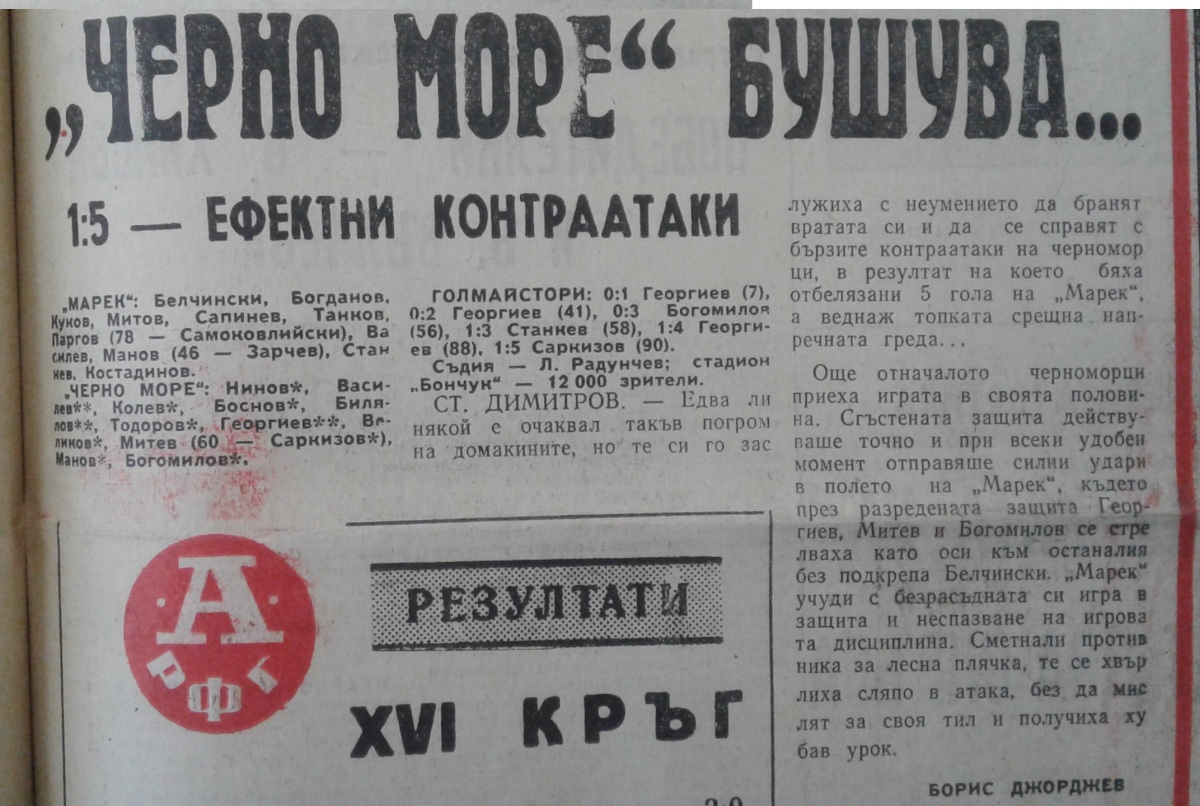 „ЧЕРНО МОРЕ“ БУШУВА...
1:5 — ЕФЕКТНИ КОНТРААТАКИ
„МАРЕК“: Белчински, Богданов,
Куков, Митов, Сапинев, Танков,
Паргов (78 — Самоковлийски), Ва
силев, Манов (46 — Зарчев), Стан
кев, Костадинов.
„ЧЕРНО МОРЕ“: Нинов*, Васи-
лев**, Колев*, Боснов*, Биля-
лов**, Тодоров*, Георгиев**, Ве-
ликов*, Митев (60 — Саркизов*),
Манов*, Богомилов*.
ГОЛМАЙСТОРИ: 0:1 Георгиев (7),
0:2 Георгиев (41), 0:3 Богомилов
(56), 1:3 Станкев (58), 1:4 Георги-
ев (88), 1:5 Саркизов (90).
Съдия — Л. Радунчев; стадион
„Бончук“ — 12 000 зрители.
СТ. ДИМИТРОВ. — Едва ли
някой е очаквал такъв погром
на домакините, но те си го зас
лужиха с неумението да бранят
вратата си и да се справят с
бързите контраатаки на черномор
ци, в резултат на което бяха
отбелязани 5 гола на „Марек“,
а веднаж топката срещна нап-
речната греда...
Още отначалото черноморци
приеха играта в своята полови-
на. Сгъстената защита действу-
ваше точно и при всеки удобен
момент отправяше силни удари
в полето на „Марек“, където
през разредената защита Геор-
гиев, Митев и Богомилов се стре
лваха като оси към останалия
без подкрепа Белчински. „Марек“
учуди с безрасъдната си игра в
защита и неспазване на игрова
та дисциплина. Сметнали против
ника за лесна плячка, те се хвър
лиха сляпо в атака, без да мис
лят за своя тил и получиха ху
бав урок.
БОРИС ДЖОРДЖЕВ
·А·
РФГ
РЕЗУЛТАТИ
XVI КРЪГ